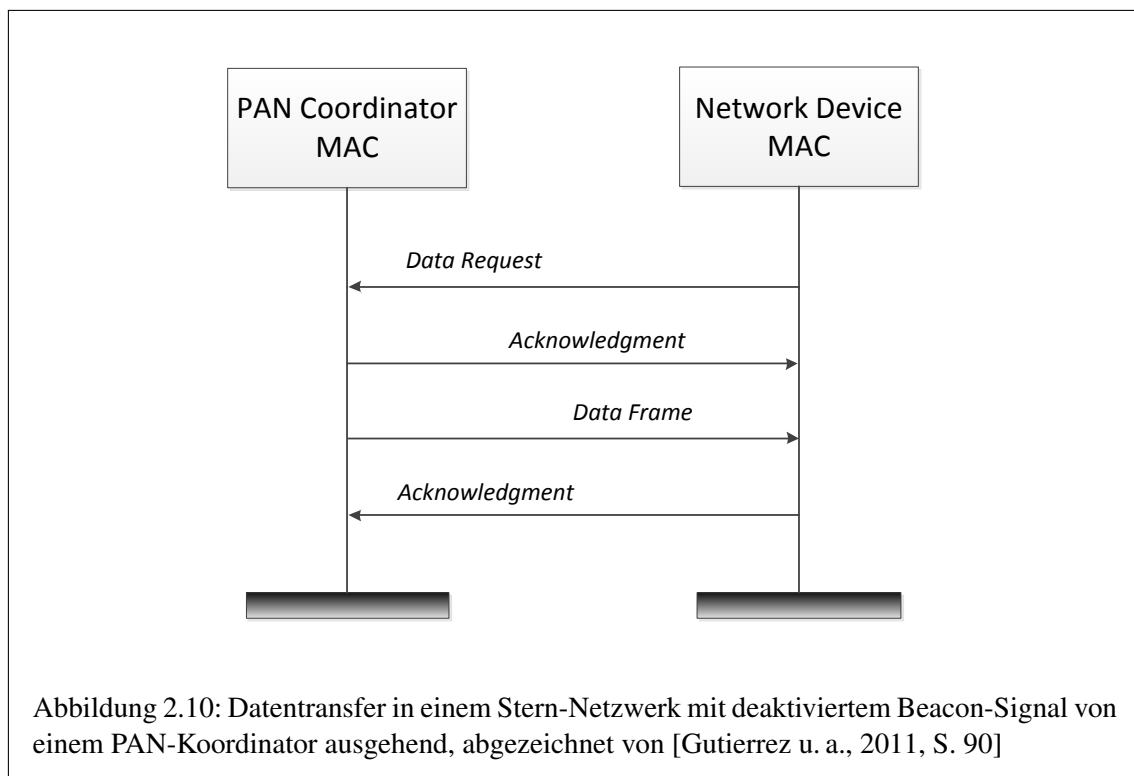 PAN Coordinator
MAC
Network Device
MAC
Data Request
Acknowledgment
Data Frame
Acknowledgment
Abbildung 2.10: Datentransfer in einem Stern-Netzwerk mit deaktiviertem Beacon-Signal von
einem PAN-Koordinator ausgehend, abgezeichnet von [Gutierrez u. a., 2011, S. 90]